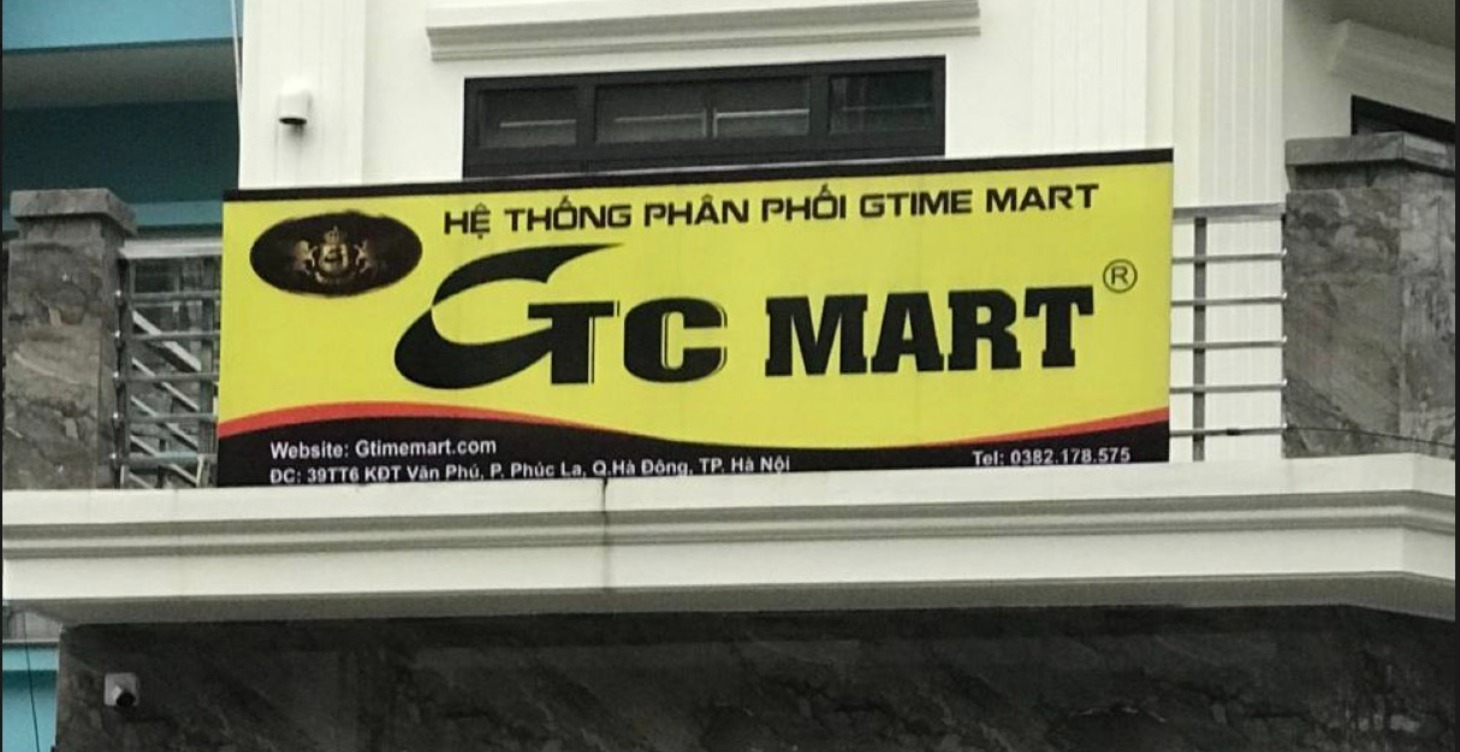 HỆ THỐNG PHÂN PHỐI GTIME MART
GTC MART ®
Website: Gtimemart.com
ĐC: 39TT6 KĐT Văn Phú, P. Phúc La, Q.Hà Đông, TP. Hà Nội
Tel: 0382.178.575